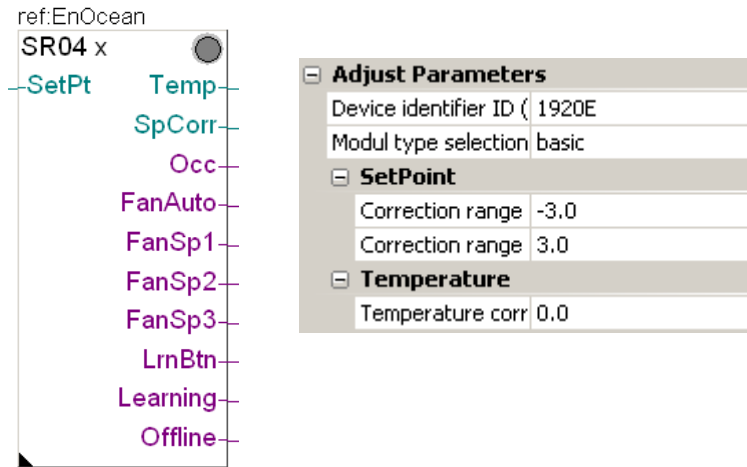 ref:EnOcean
SR04 x
SetPt Temp
SpCorr
Occ
FanAuto
FanSp1
FanSp2
FanSp3
LrnBtn
Learning
Offline
Adjust Parameters
Device identifier ID ( 1920E
Modul type selection basic
SetPoint
Correction range -3.0
Correction range 3.0
Temperature
Temperature corr 0.0